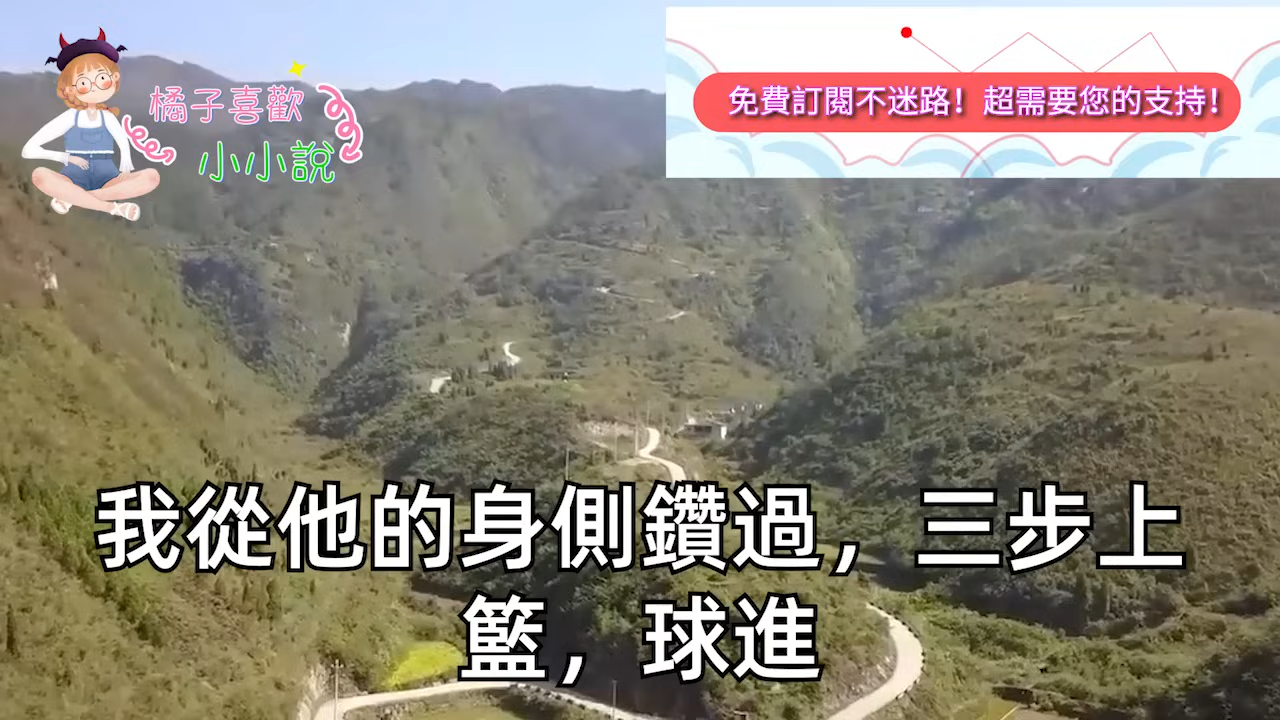 橘子喜歡
小小說
免費訂閱不迷路！超需要您的支持！
我從他的身側鑽過，三步上
籃，球進